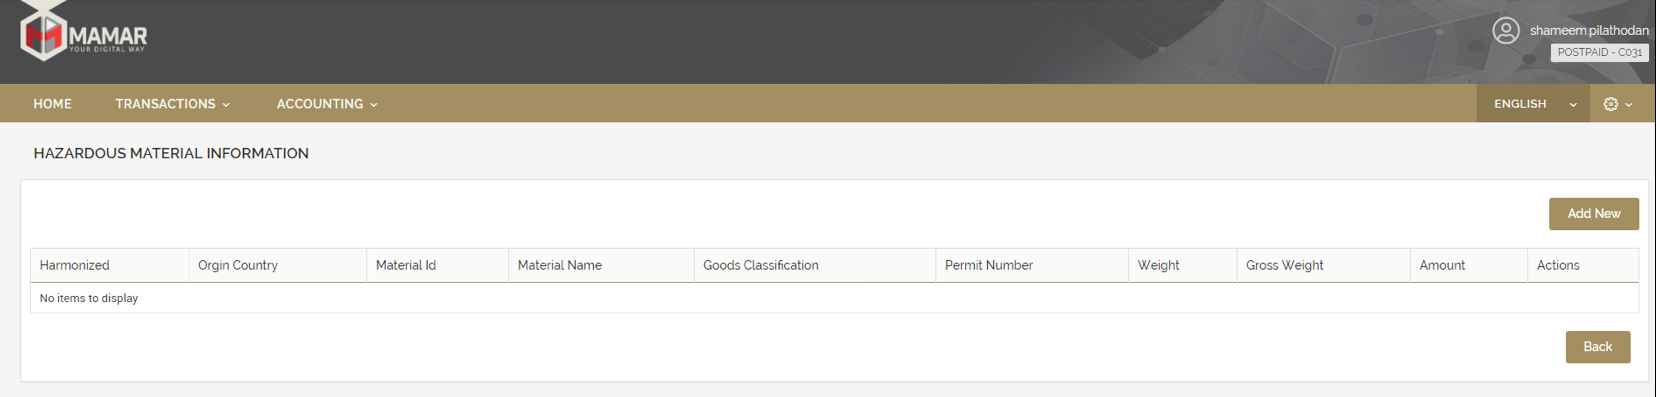 MAMAR
YOUR DIGITAL WAY
shameem.pilathodan
POSTPAID - C031
HOME TRANSACTIONS ACCOUNTING ENGLISH
HAZARDOUS MATERIAL INFORMATION
Add New
Harmonized Orgin Country Material Id Material Name Goods Classification Permit Number Weight Gross Weight Amount Actions
No items to display
Back